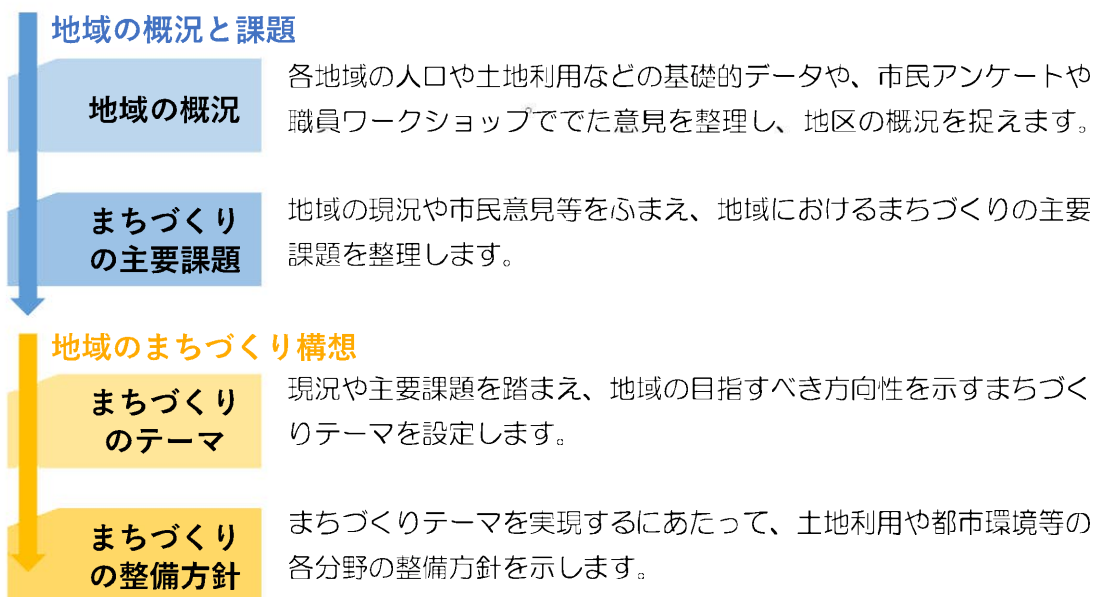 地域の概況と課題
地域の概況
各地域の人口や土地利用などの基礎的データや、市民アンケートや
職員ワークショップででた意見を整理し、地区の概況を捉えます。
まちづくり
の主要課題
地域の現況や市民意見等をふまえ、地域におけるまちづくりの主要
課題を整理します。
地域のまちづくり構想
まちづくり
のテーマ
現況や主要課題を踏まえ、地域の目指すべき方向性を示すまちづく
りテーマを設定します。
まちづくり
の整備方針
まちづくりテーマを実現するにあたって、土地利用や都市環境等の
各分野の整備方針を示します。